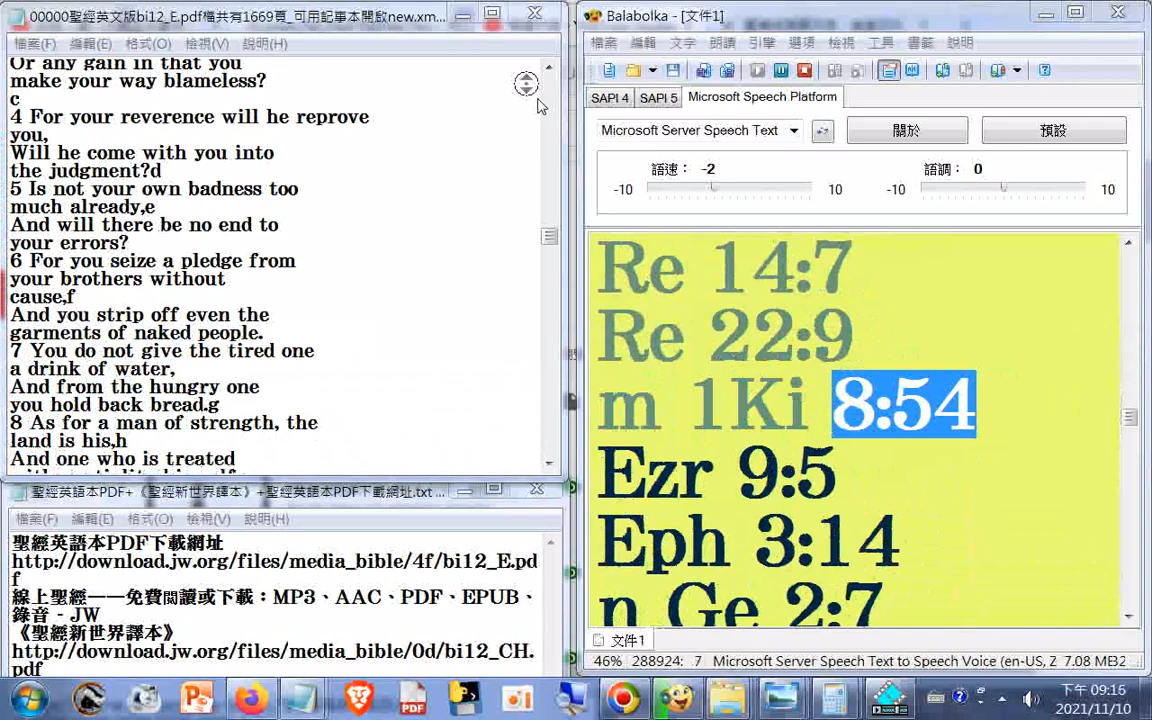 00000聖經英文版bi12_E.pdf檔共有1669頁_可用記事本開啟new.xm...
檔案(F) 編輯(E) 格式(O) 檢視(V) 說明(H)
Or any gain in that you
make your way blameless?
c
4 For your reverence will he reprove
you,
Will he come with you into
the judgment?d
5 Is not your own badness too
much already,e
And will there be no end to
your errors?
6 For you seize a pledge from
your brothers without
cause,f
And you strip off even the
garments of naked people.
7 You do not give the tired one
a drink of water,
And from the hungry one
you hold back bread.g
8 As for a man of strength, the
land is his,h
And one who is treated
聖經英語本PDF+《聖經新世界譯本》+聖經英語本PDF下載網址.txt ...
檔案(F) 編輯(E) 格式(O) 檢視(V) 說明(H)
聖經英語本PDF下載網址
http://download.jw.org/files/media_bible/4f/bi12_E.pd
f
線上聖經——免費閱讀或下載：MP3、AAC、PDF、EPUB、
錄音 - JW
《聖經新世界譯本》
http://download.jw.org/files/media_bible/0d/bi12_CH.
pdf
Balabolka - [文件1]
檔案 編輯 文字 朗讀 引擎 選項 檢視 工具 書籤 說明
SAPI 4 SAPI 5 Microsoft Speech Platform
Microsoft Server Speech Text 關於 預設
語速： -2 語調： 0
-10 10 -10 10
Re 14:7
Re 22:9
m 1Ki 8:54
Ezr 9:5
Eph 3:14
n Ge 2:7
文件1
46% 288924: 7 Microsoft Server Speech Text to Speech Voice (en-US, Z 7.08 MB2
下午 09:16
2021/11/10